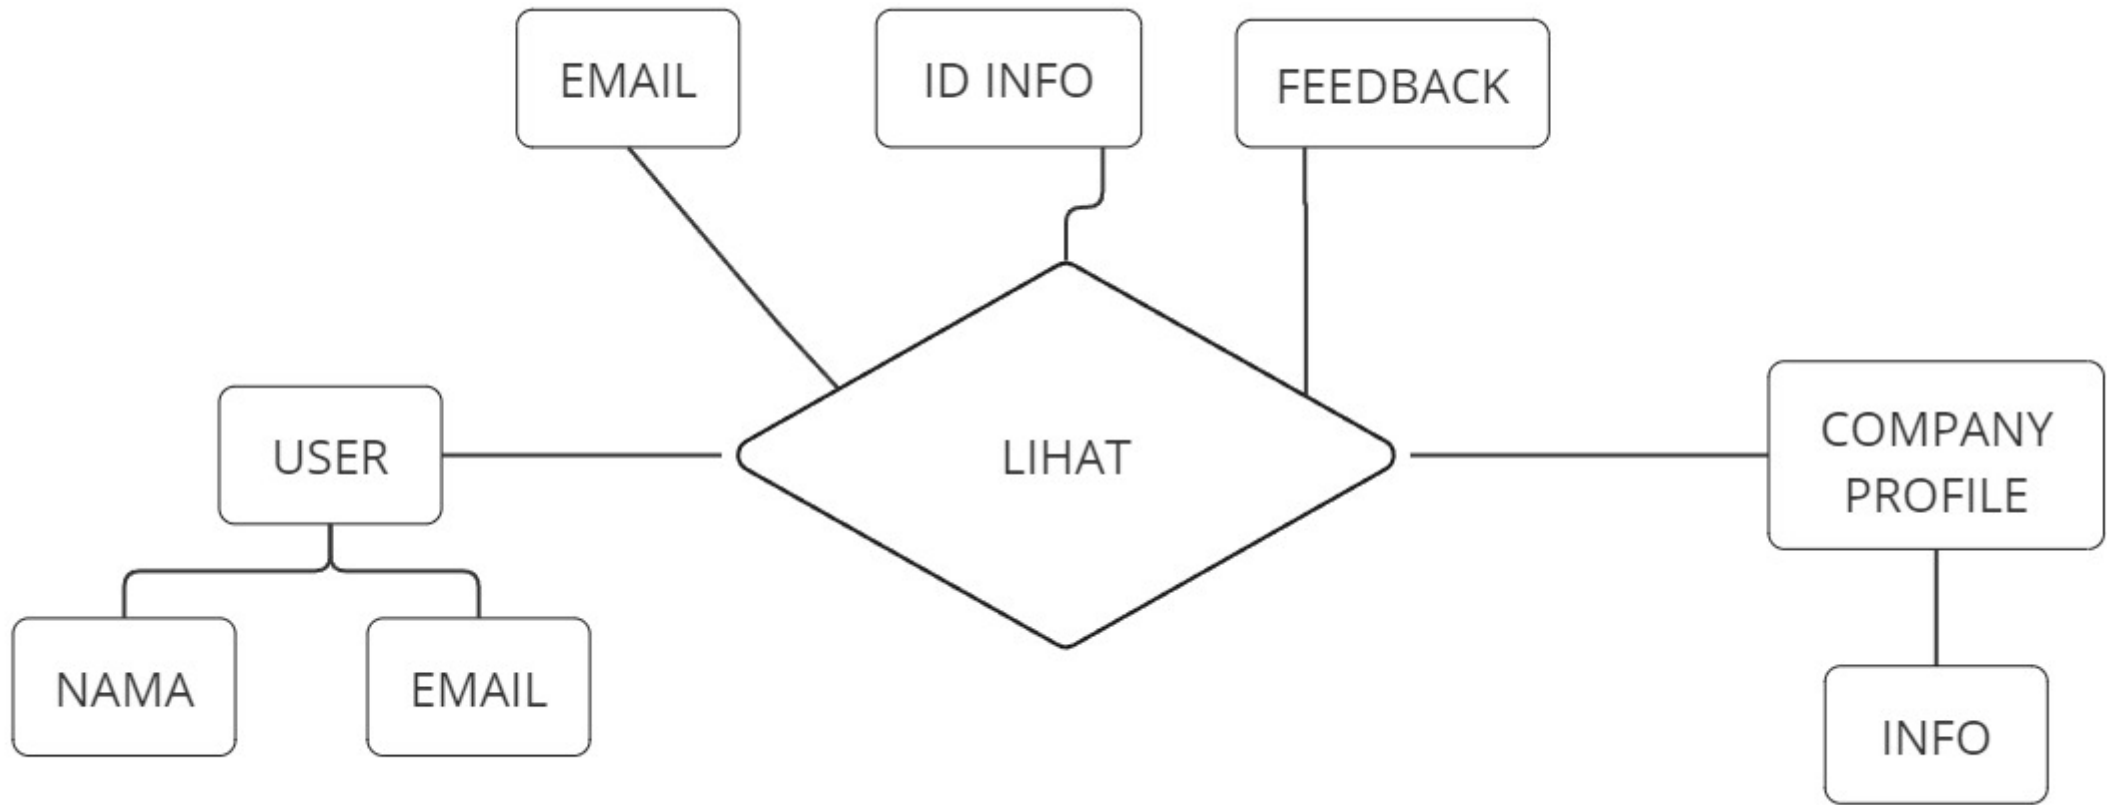 EMAIL
ID INFO
FEEDBACK
USER
LIHAT
COMPANY
PROFILE
NAMA
EMAIL
INFO